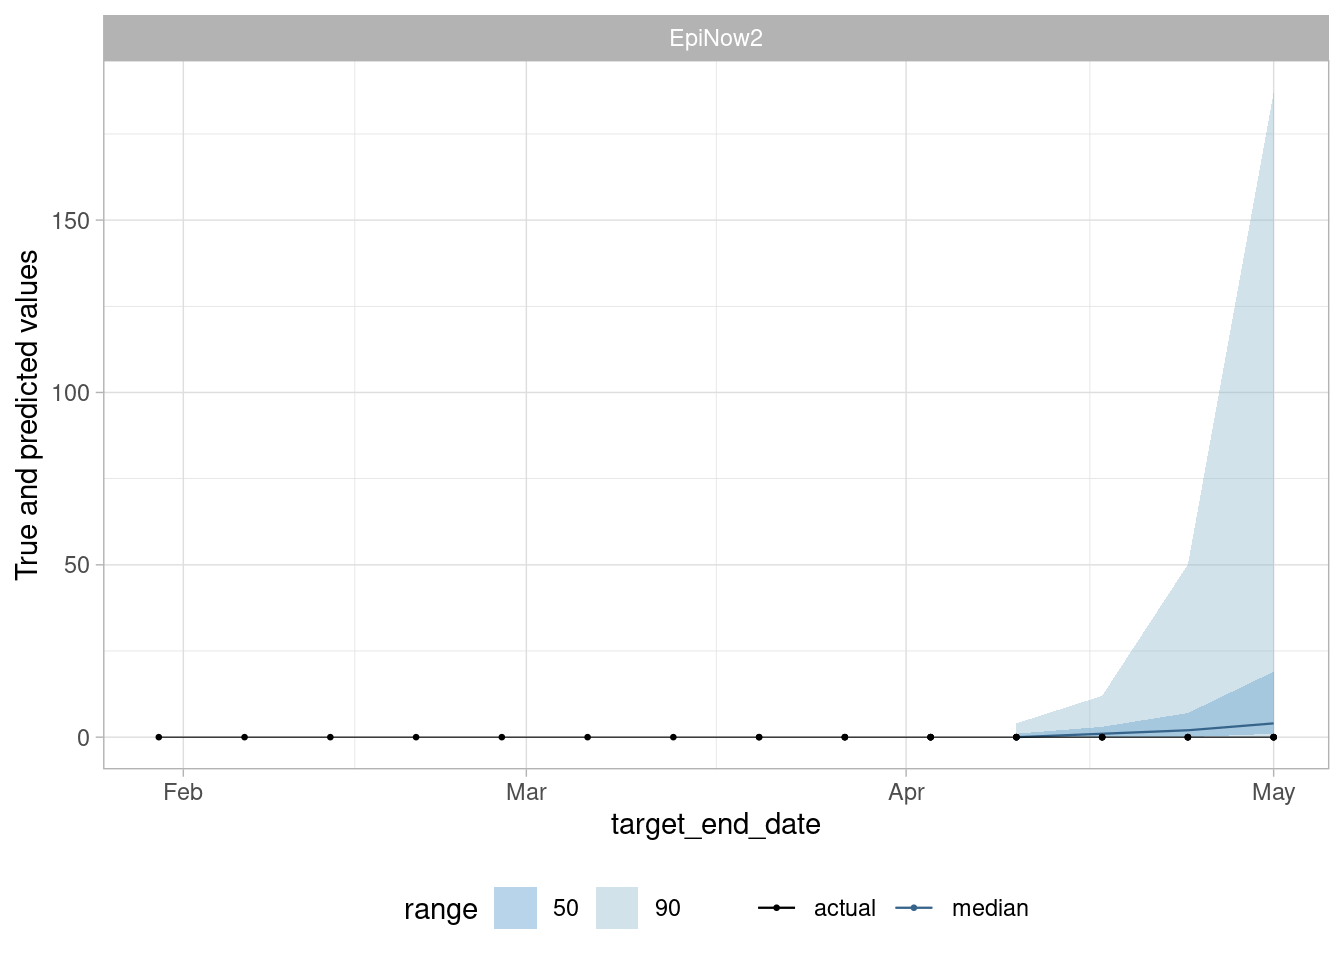 EpiNow2
True and predicted values
150
100
50
0
Feb Mar Apr May
target_end_date
range 50 90 actual median